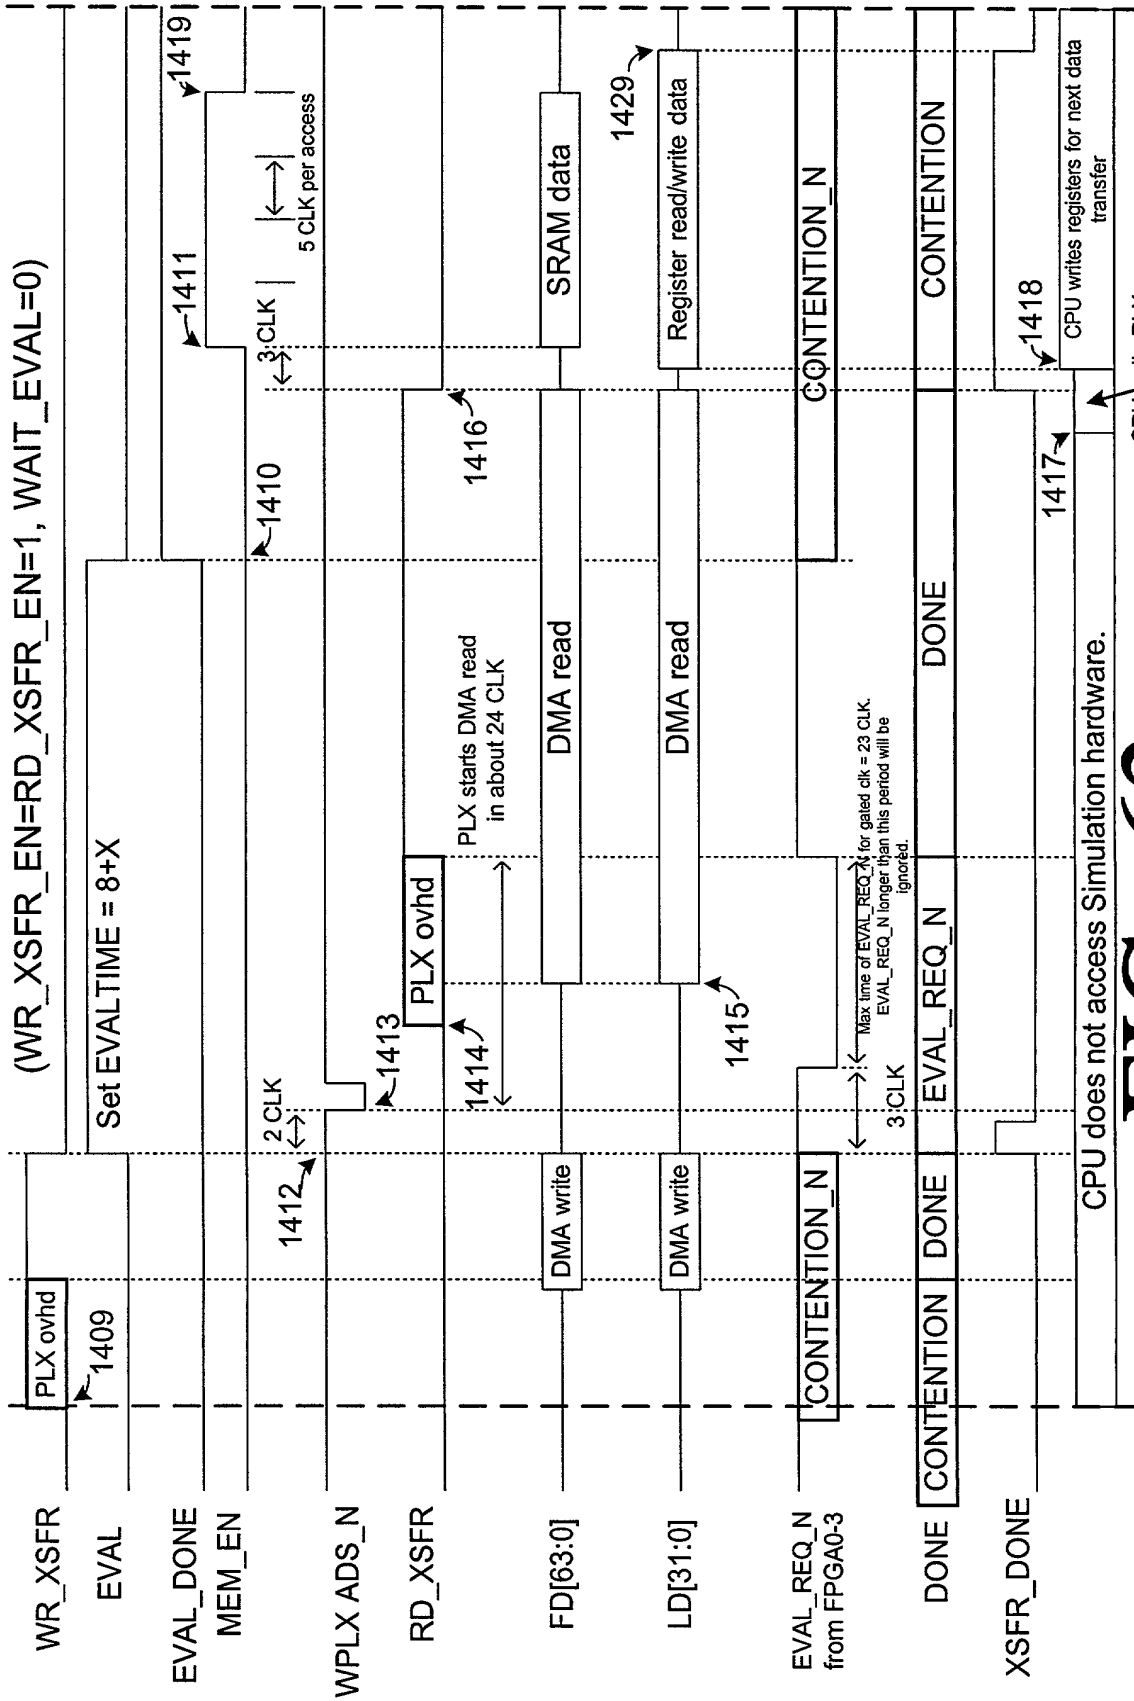 (WR_XSFR_EN=RD_XSFR_EN=1, WAIT_EVAL=0)
WR_XSFR
PLX ovhd
1409
EVAL
Set EVALTIME = 8+X
EVAL_DONE
MEM_EN
1410
1411
1419
3 CLK
5 CLK per access
WPLX ADS_N
1412
2 CLK
1413
RD_XSFR
PLX ovhd
1414
PLX starts DMA read
in about 24 CLK
1416
FD[63:0]
DMA write
DMA read
SRAM data
LD[31:0]
DMA write
DMA read
Register read/write data
1415
1429
EVAL_REQ_N
from FPGA0-3
CONTENTION_N
CONTENTION_N
3 CLK
Max time of EVAL_REQ_N for gated clk = 23 CLK.
EVAL_REQ_N longer than this period will be
ignored.
DONE
CONTENTION
DONE
EVAL_REQ_N
DONE
CONTENTION
XSFR_DONE
1417
1418
CPU does not access Simulation hardware.
CPU writes registers for next data
transfer